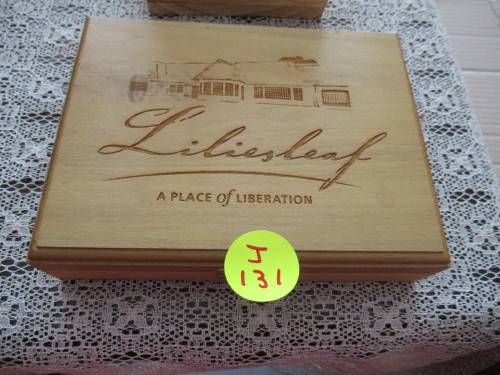 Liliesleaf
A PLACE of LIBERATION
J
131